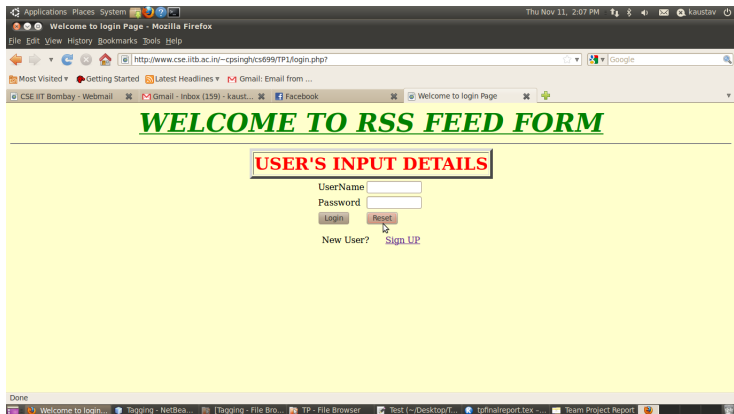 Applications Places System Thu Nov 11, 2:07 PM kaustav
Welcome to login Page - Mozilla Firefox
File Edit View History Bookmarks Tools Help
http://www.cse.iitb.ac.in/~cpsingh/cs699/TP1/login.php? Google
Most Visited Getting Started Latest Headlines Gmail: Email from ...
CSE IIT Bombay - Webmail Gmail - Inbox (159) - kaust... Facebook Welcome to login Page
WELCOME TO RSS FEED FORM
USER'S INPUT DETAILS
UserName
Password
Login Reset
New User? Sign UP
Done
Welcome to login... Tagging - NetBea... [Tagging - File Bro... TP - File Browser Test (~/Desktop/T... tpfinalreport.tex -... Team Project Report